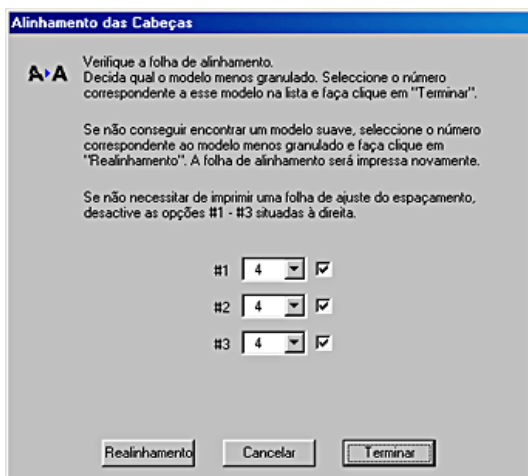 Alinhamento das Cabeças
A A
Verifique a folha de alinhamento.
Decida qual o modelo menos granulado. Seleccione o número
correspondente a esse modelo na lista e faça clique em "Terminar".
Se não conseguir encontrar um modelo suave, seleccione o número
correspondente ao modelo menos granulado e faça clique em
"Realinhamento". A folha de alinhamento será impressa novamente.
Se não necessitar de imprimir uma folha de ajuste do espaçamento,
desactive as opções #1 - #3 situadas à direita.
#1 4
#2 4
#3 4
Realinhamento Cancelar Terminar